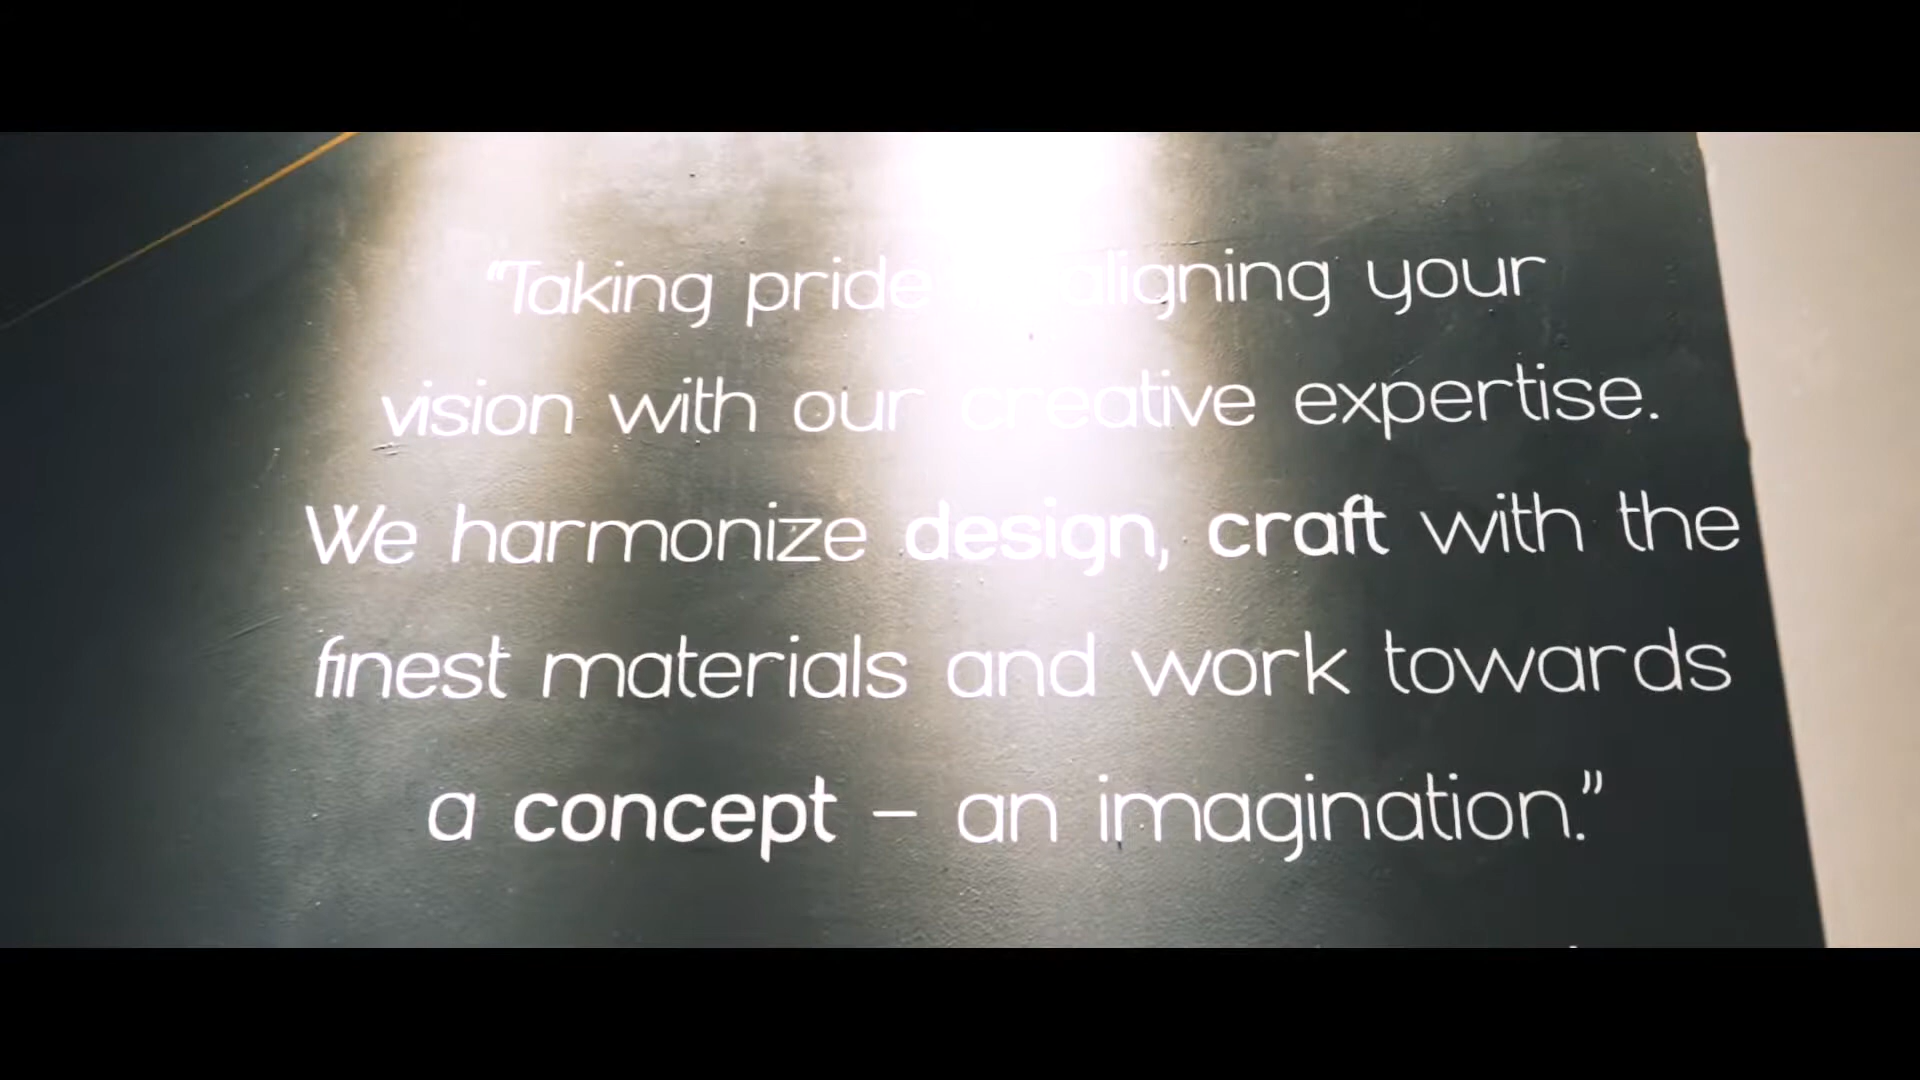 “Taking pride aligning your
vision with our creative expertise.
We harmonize design, craft with the
finest materials and work towards
a concept – an imagination.”